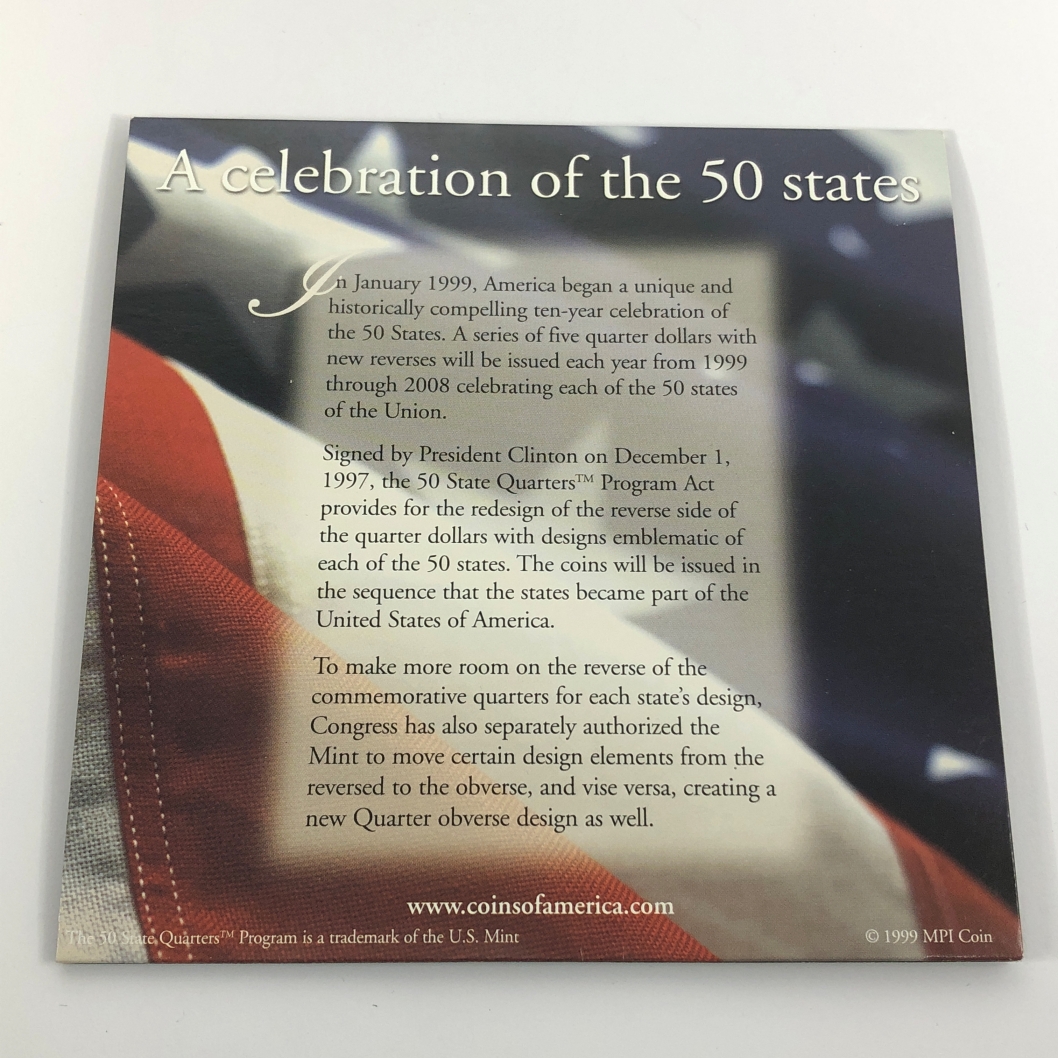 A celebration of the 50 states
In January 1999, America began a unique and
historically compelling ten-year celebration of
the 50 States. A series of five quarter dollars with
new reverses will be issued each year from 1999
through 2008 celebrating each of the 50 states
of the Union.
Signed by President Clinton on December 1,
1997, the 50 State Quarters™ Program Act
provides for the redesign of the reverse side of
the quarter dollars with designs emblematic of
each of the 50 states. The coins will be issued in
the sequence that the states became part of the
United States of America.
To make more room on the reverse of the
commemorative quarters for each state's design,
Congress has also separately authorized the
Mint to move certain design elements from the
reversed to the obverse, and vise versa, creating a
new Quarter obverse design as well.
www.coinsofamerica.com
The 50 State Quarters™ Program is a trademark of the U.S. Mint
© 1999 MPI Coin